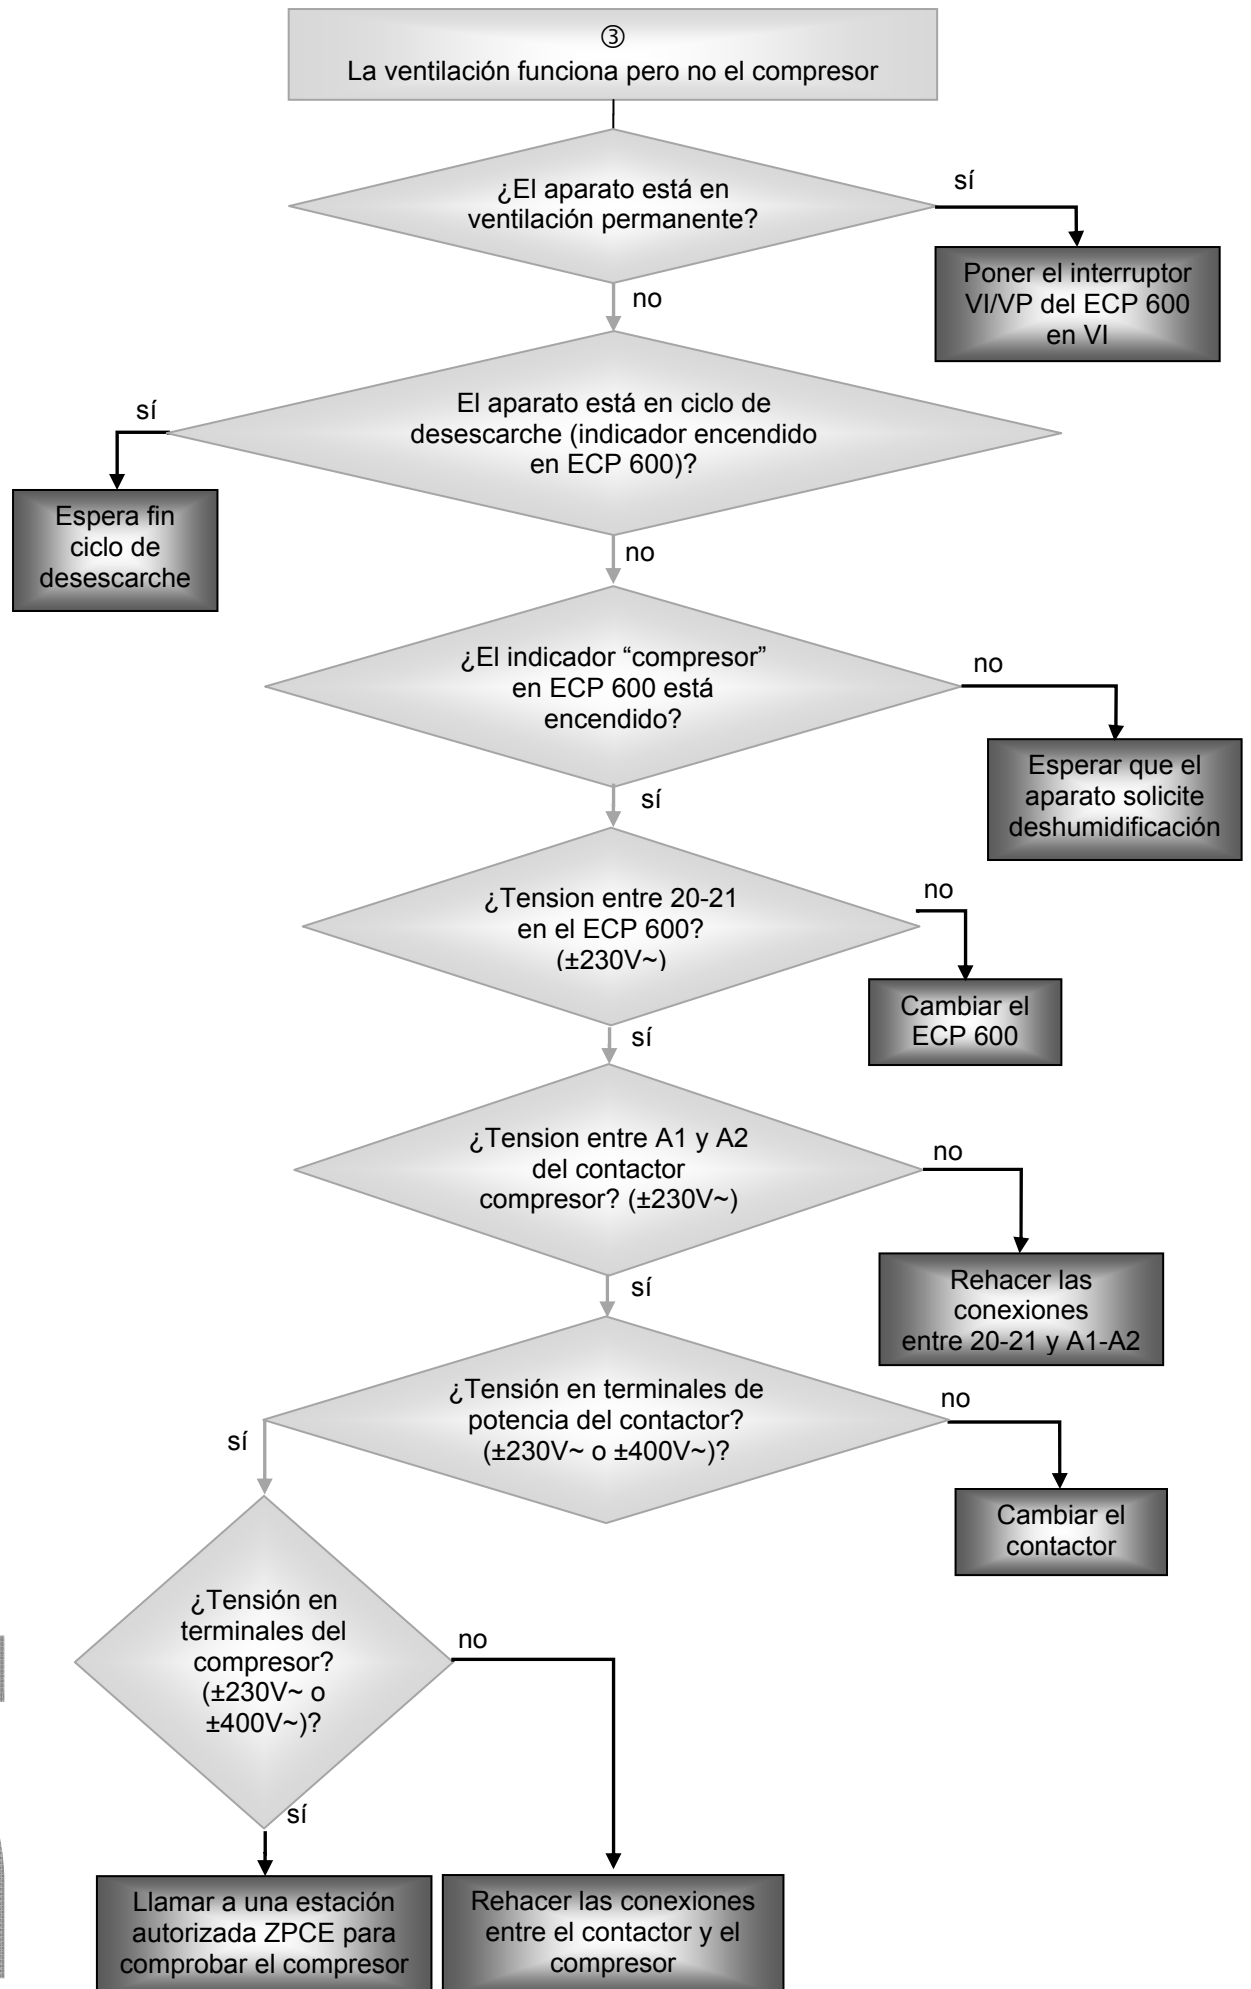 ③
La ventilación funciona pero no el compresor
¿El aparato está en
ventilación permanente?
sí
Poner el interruptor
VI/VP del ECP 600
en VI
no
El aparato está en ciclo de
desescarche (indicador encendido
en ECP 600)?
sí
Espera fin
ciclo de
desescarche
no
¿El indicador “compresor”
en ECP 600 está
encendido?
no
Esperar que el
aparato solicite
deshumidificación
sí
¿Tension entre 20-21
en el ECP 600?
(±230V~)
no
Cambiar el
ECP 600
sí
¿Tension entre A1 y A2
del contactor
compresor? (±230V~)
no
Rehacer las
conexiones
entre 20-21 y A1-A2
sí
¿Tensión en terminales de
potencia del contactor?
(±230V~ o ±400V~)?
no
Cambiar el
contactor
sí
¿Tensión en
terminales del
compresor?
(±230V~ o
±400V~)?
no
sí
Llamar a una estación
autorizada ZPCE para
comprobar el compresor
Rehacer las conexiones
entre el contactor y el
compresor